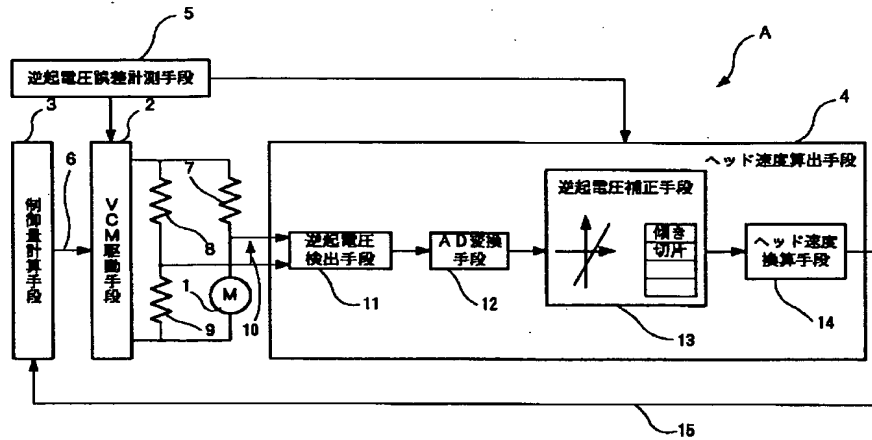 5
A
逆起電圧誤差計測手段
3
2
4
ヘッド速度算出手段
6
7
逆起電圧補正手段
制御量計算手段
VCM駆動手段
8
逆起電圧
検出手段
AD変換
手段
傾き
切片
ヘッド速度
換算手段
1
M
9
10
11
12
13
14
15